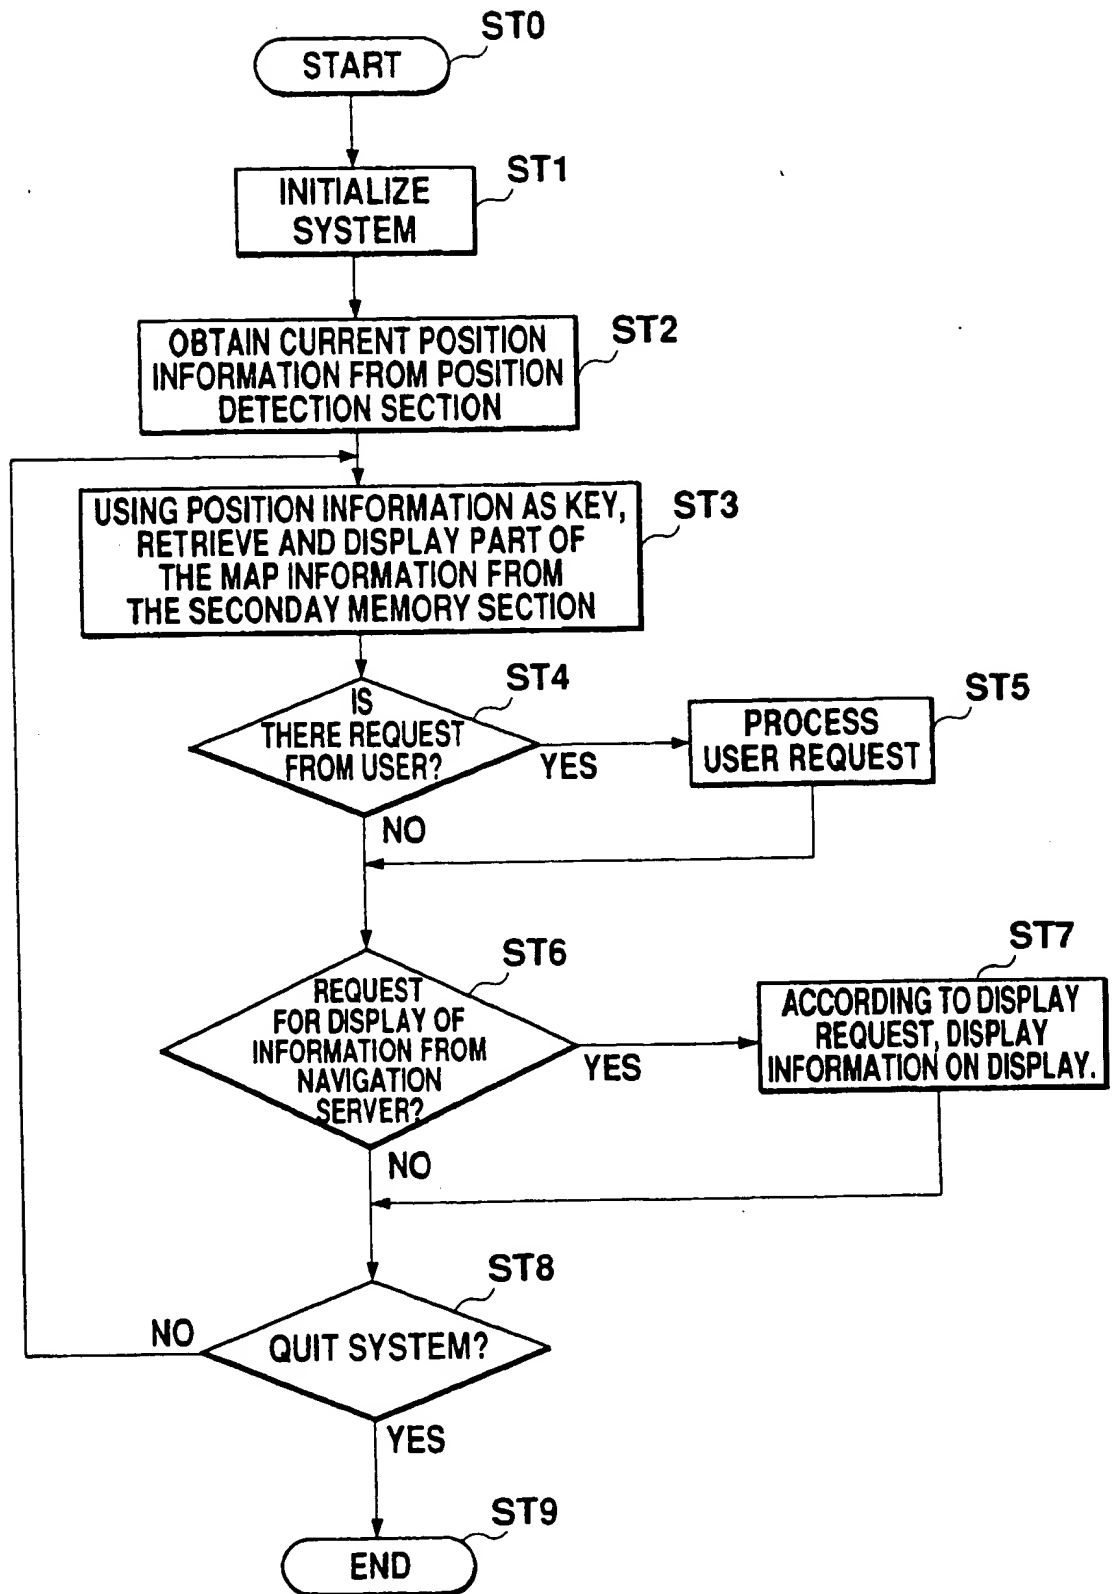 ST0
START
ST1
INITIALIZE
SYSTEM
ST2
OBTAIN CURRENT POSITION
INFORMATION FROM POSITION
DETECTION SECTION
ST3
USING POSITION INFORMATION AS KEY,
RETRIEVE AND DISPLAY PART OF
THE MAP INFORMATION FROM
THE SECONDAY MEMORY SECTION
ST4
IS
THERE REQUEST
FROM USER?
YES
NO
ST5
PROCESS
USER REQUEST
ST6
REQUEST
FOR DISPLAY OF
INFORMATION FROM
NAVIGATION
SERVER?
YES
NO
ST7
ACCORDING TO DISPLAY
REQUEST, DISPLAY
INFORMATION ON DISPLAY.
ST8
QUIT SYSTEM?
NO
YES
ST9
END